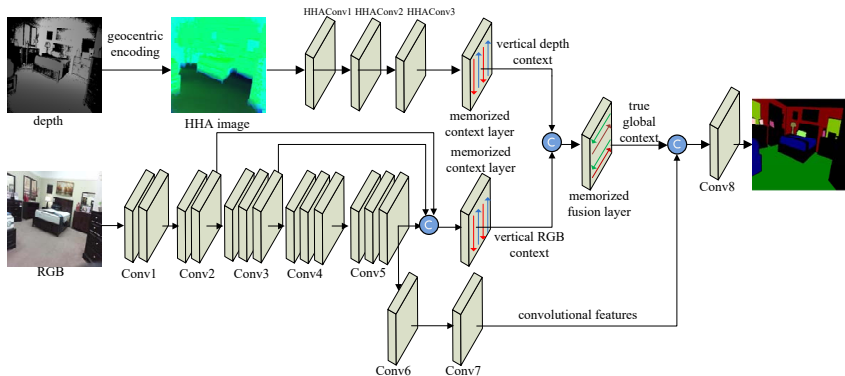 HHAConv1 HHAConv2 HHAConv3
geocentric
encoding
vertical depth
context
depth
HHA image
memorized
context layer
true
global
context
C
C
memorized
context layer
memorized
fusion layer
Conv8
C
vertical RGB
context
RGB
Conv1
Conv2
Conv3
Conv4
Conv5
convolutional features
Conv6
Conv7